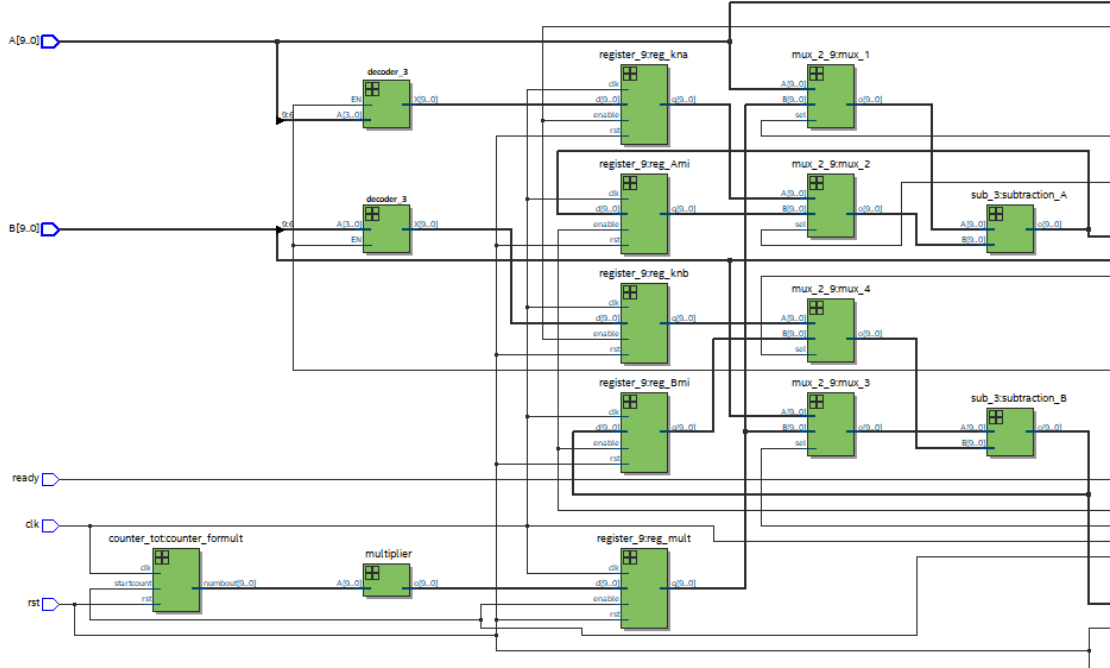 A[9..0]
B[9..0]
ready
clk
rst
decoder_3
EN
A[3..0]
X[9..0]
9:6
decoder_3
A[3..0]
EN
X[9..0]
9:6
counter_tot:counter_formult
clk
startcount
rst
numbout[9..0]
multiplier
A[9..0]
o[9..0]
register_9:reg_kna
clk
d[9..0]
enable
rst
q[9..0]
register_9:reg_Ami
clk
d[9..0]
enable
rst
q[9..0]
register_9:reg_knb
clk
d[9..0]
enable
rst
q[9..0]
register_9:reg_Bmi
clk
d[9..0]
enable
rst
q[9..0]
register_9:reg_mult
clk
d[9..0]
enable
rst
q[9..0]
mux_2_9:mux_1
A[9..0]
B[9..0]
sel
o[9..0]
mux_2_9:mux_2
A[9..0]
B[9..0]
sel
o[9..0]
mux_2_9:mux_4
A[9..0]
B[9..0]
sel
o[9..0]
mux_2_9:mux_3
A[9..0]
B[9..0]
sel
o[9..0]
sub_3:subtraction_A
A[9..0]
B[9..0]
o[9..0]
sub_3:subtraction_B
A[9..0]
B[9..0]
o[9..0]